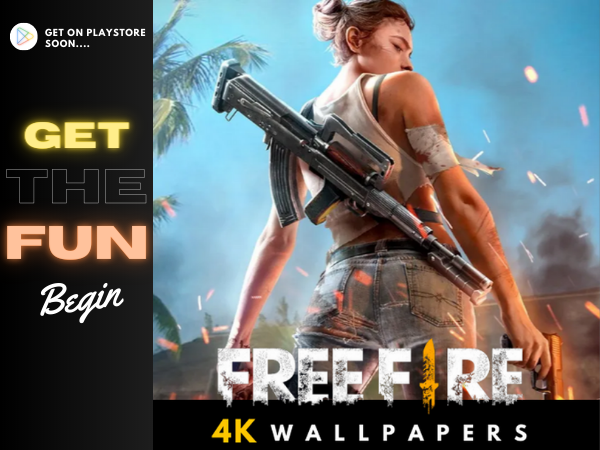 GET ON PLAYSTORE
SOON....
GET
THE
FUN
Begin
FREE FIRE
4K WALLPAPERS